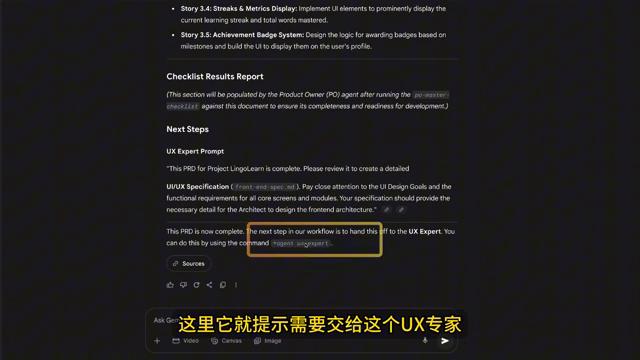 • Story 3.4: Streaks & Metrics Display: Implement UI elements to prominently display the
current learning streak and total words mastered.
• Story 3.5: Achievement Badge System: Design the logic for awarding badges based on
milestones and build the UI to display them on the user's profile.
Checklist Results Report
(This section will be populated by the Product Owner (PO) agent after running the po-master-
checklist against this document to ensure its completeness and readiness for development.)
Next Steps
UX Expert Prompt
"This PRD for Project LingoLearn is complete. Please review it to create a detailed
UI/UX Specification (front-end-spec.md). Pay close attention to the UI Design Goals and the
functional requirements for all core screens and modules. Your specification should provide the
necessary detail for the Architect to design the frontend architecture."
This PRD is now complete. The next step in our workflow is to hand this off to the UX Expert. You
can do this by using the command *agent ux-expert.
Sources
Ask Gem
这里它就提示需要交给这个UX专家
Video Canvas Image